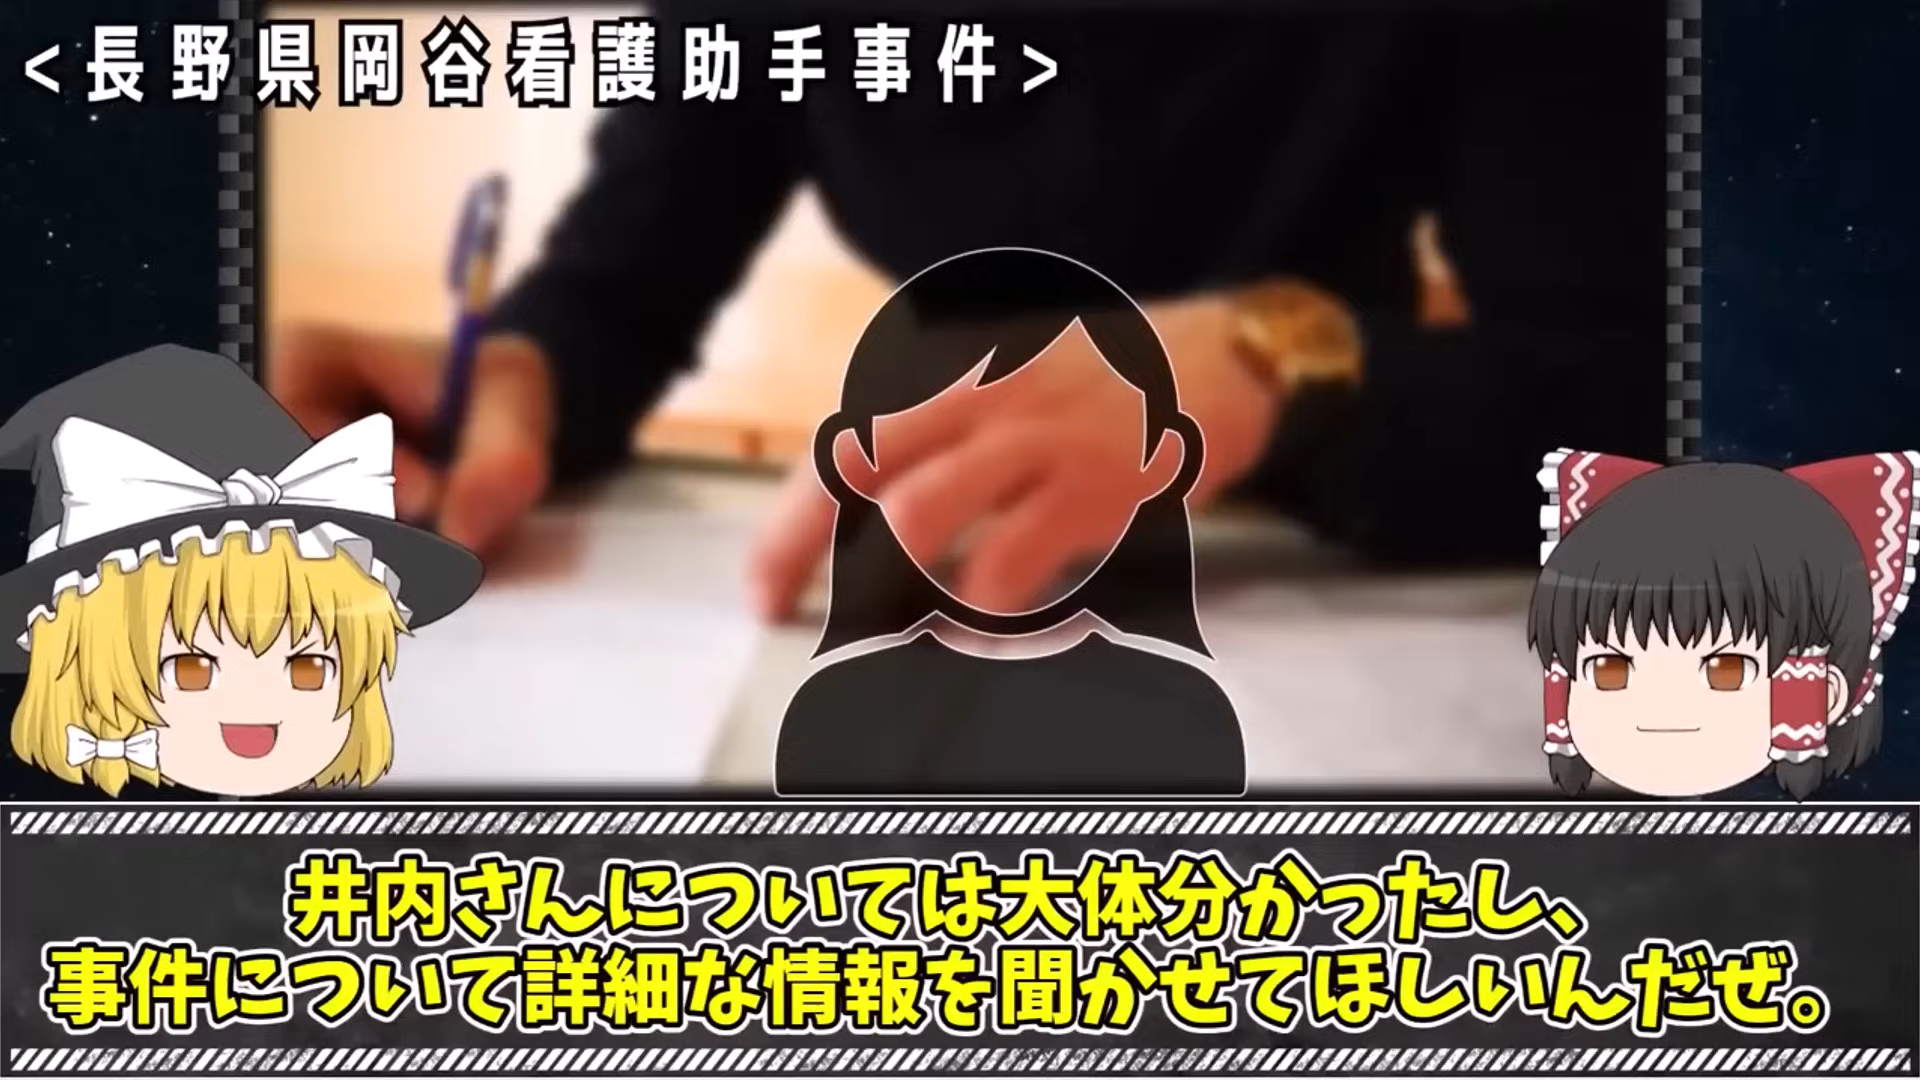 <長野県岡谷看護助手事件>
井内さんについては大体分かったし、
事件について詳細な情報を聞かせてほしいんだぜ。